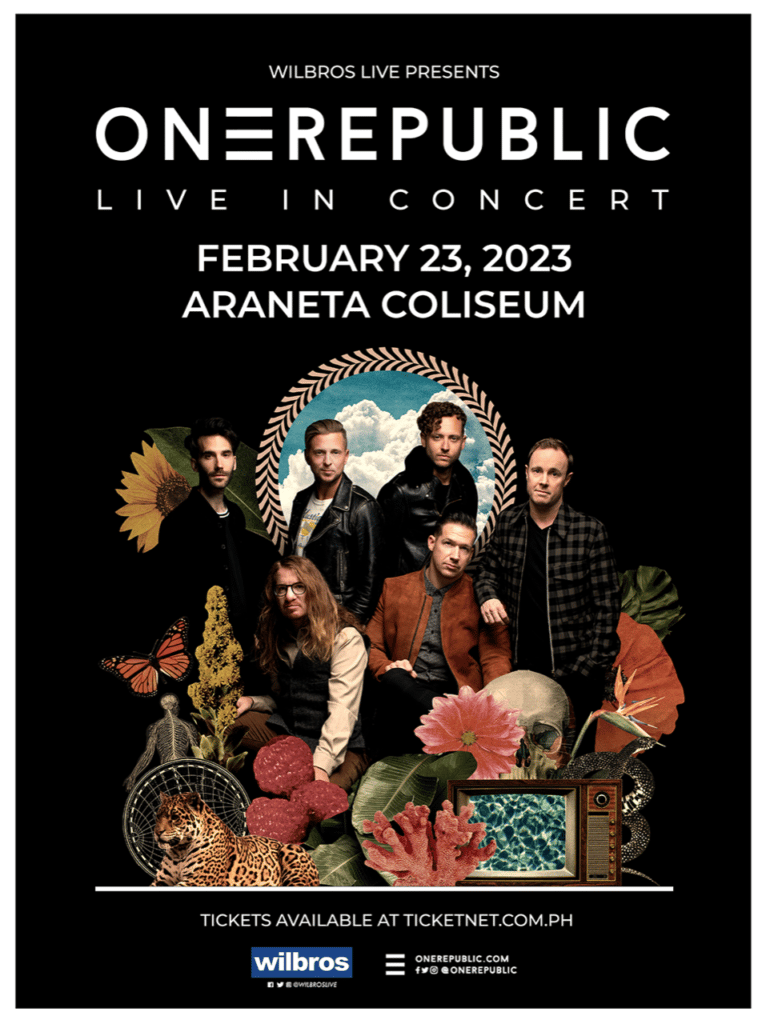 WILBROS LIVE PRESENTS
ONEREPUBLIC
LIVE IN CONCERT
FEBRUARY 23, 2023
ARANETA COLISEUM
TICKETS AVAILABLE AT TICKETNET.COM.PH
wilbros
@WILBROSLIVE
ONEREPUBLIC.COM
@ONEREPUBLIC